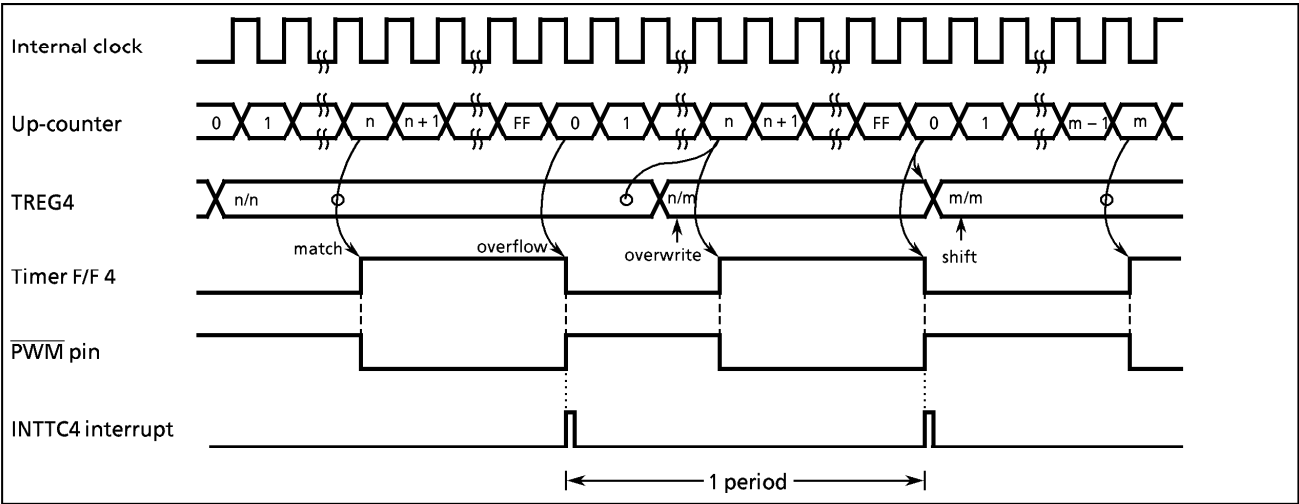 Internal clock
Up-counter 0 1 n n + 1 FF 0 1 n n + 1 FF 0 1 m − 1 m
TREG4 n/n n/m m/m
match overflow overwrite shift
Timer F/F 4
PWM pin
INTTC4 interrupt
1 period